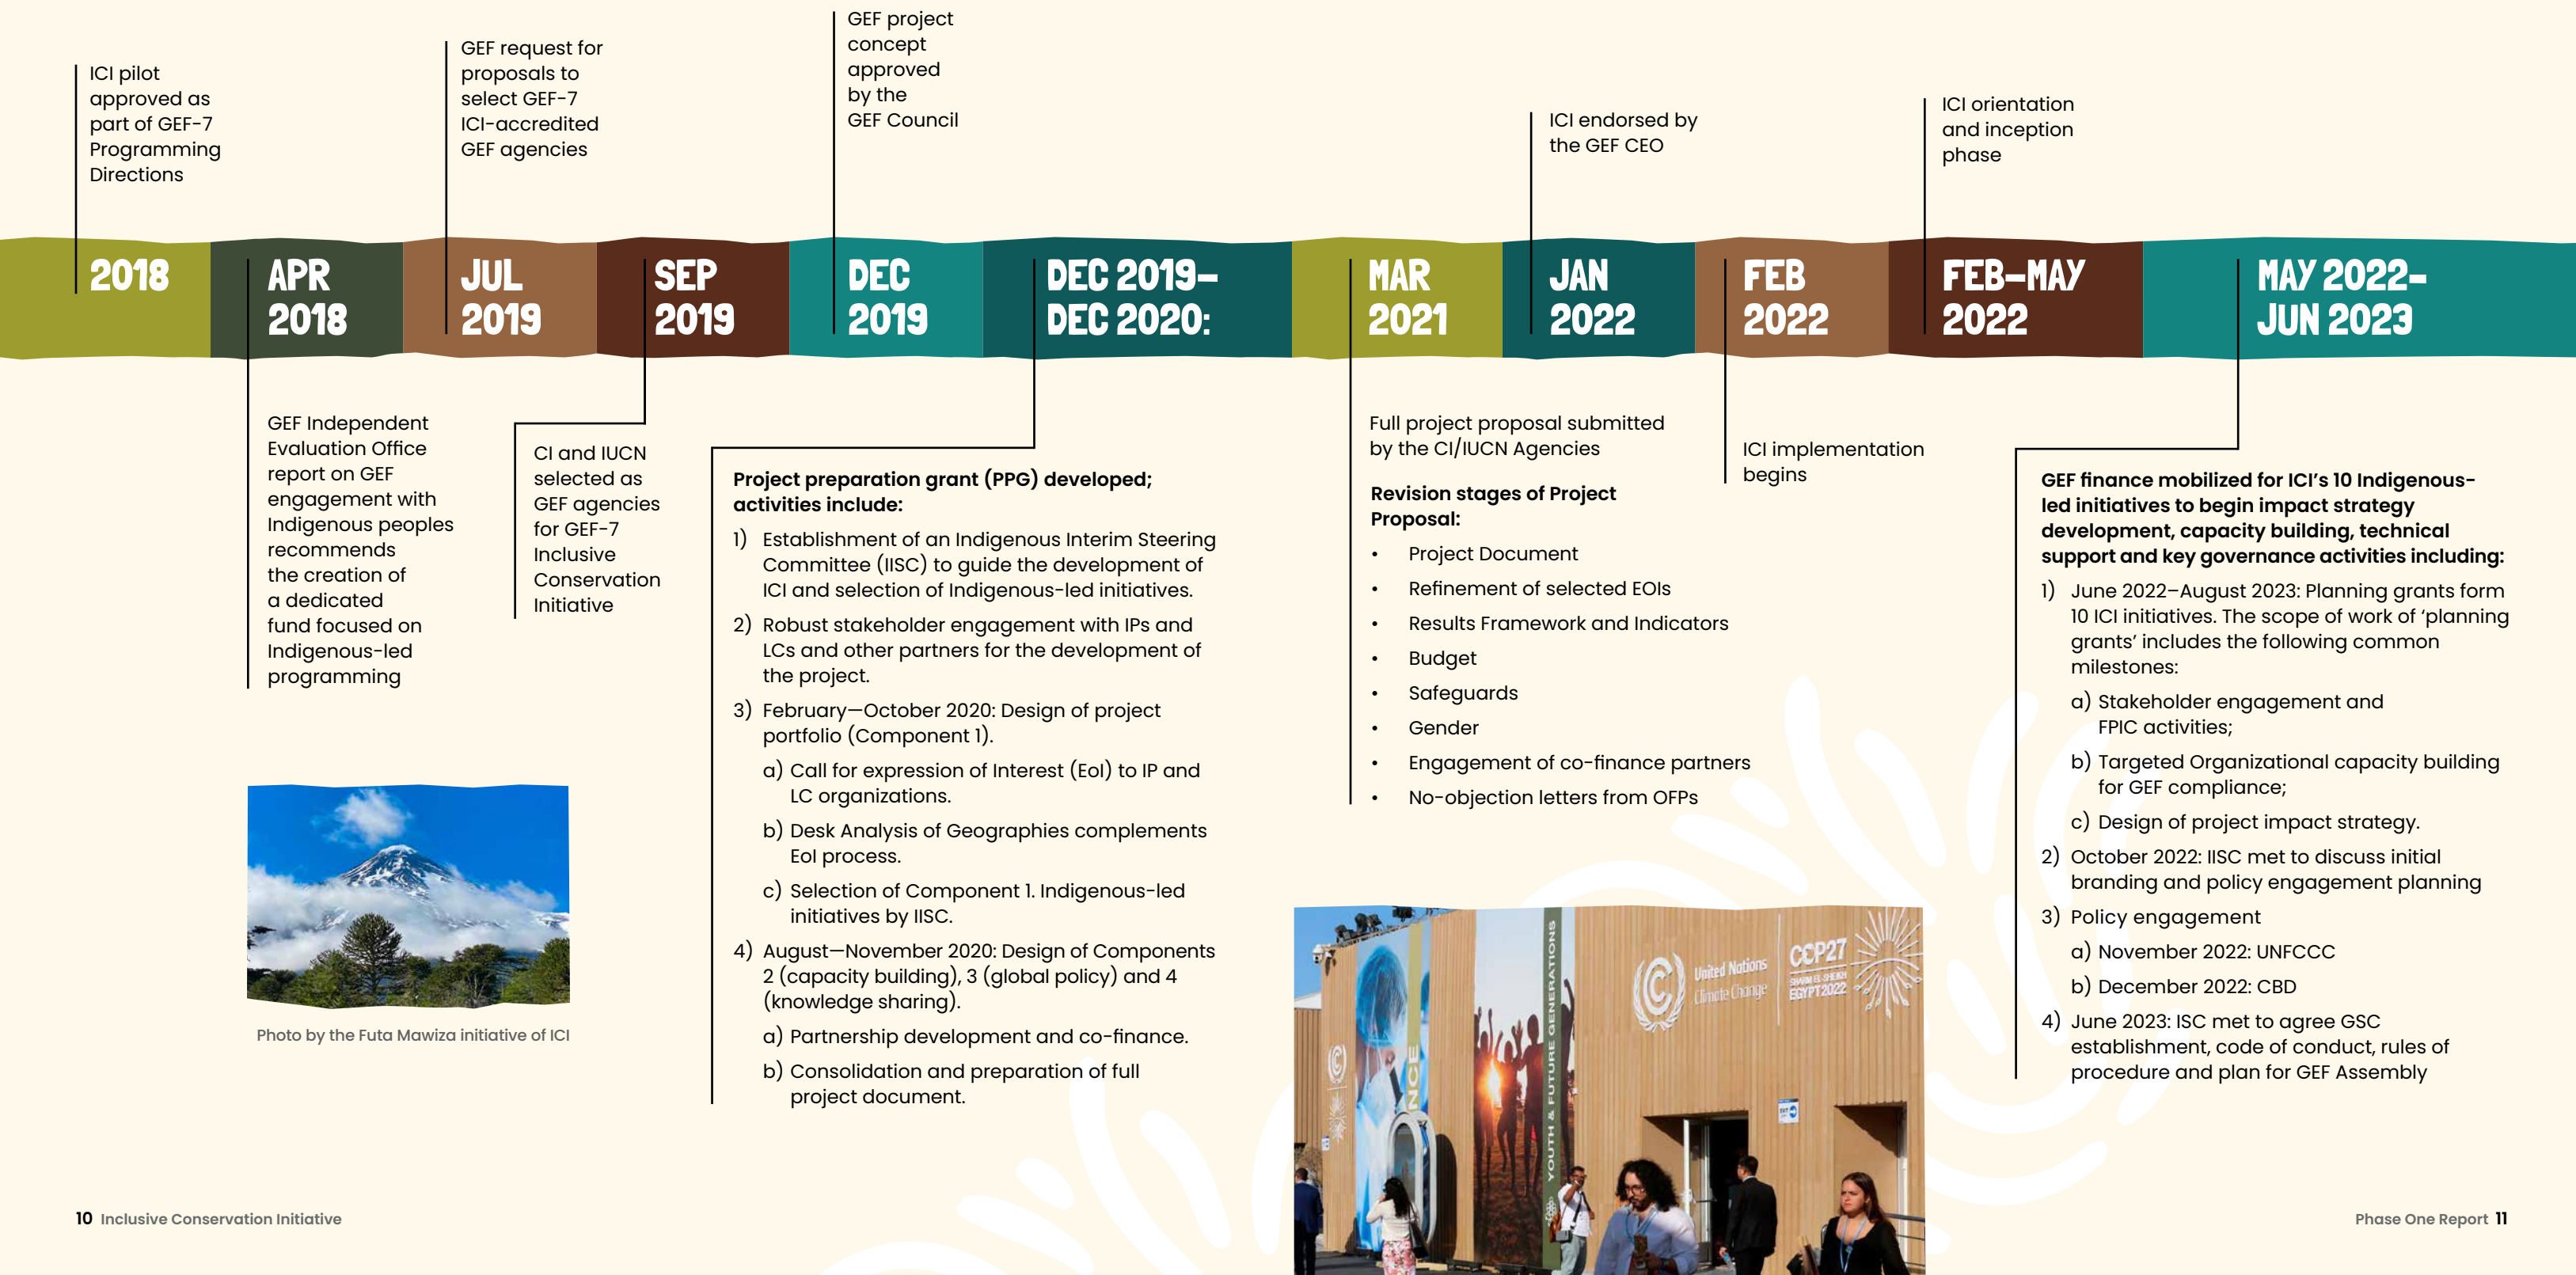 ICI pilot
approved as
part of GEF-7
Programming
Directions
GEF request for
proposals to
select GEF-7
ICI-accredited
GEF agencies
GEF project
concept
approved
by the
GEF Council
ICI endorsed by
the GEF CEO
ICI orientation
and inception
phase
2018
APR
2018
JUL
2019
SEP
2019
DEC
2019
DEC 2019–
DEC 2020:
MAR
2021
JAN
2022
FEB
2022
FEB–MAY
2022
MAY 2022–
JUN 2023
GEF Independent
Evaluation Office
report on GEF
engagement with
Indigenous peoples
recommends
the creation of
a dedicated
fund focused on
Indigenous-led
programming
CI and IUCN
selected as
GEF agencies
for GEF-7
Inclusive
Conservation
Initiative
Project preparation grant (PPG) developed;
activities include:
1) Establishment of an Indigenous Interim Steering
Committee (IISC) to guide the development of
ICI and selection of Indigenous-led initiatives.
2) Robust stakeholder engagement with IPs and
LCs and other partners for the development of
the project.
3) February—October 2020: Design of project
portfolio (Component 1).
a) Call for expression of Interest (EoI) to IP and
LC organizations.
b) Desk Analysis of Geographies complements
EoI process.
c) Selection of Component 1. Indigenous-led
initiatives by IISC.
4) August—November 2020: Design of Components
2 (capacity building), 3 (global policy) and 4
(knowledge sharing).
a) Partnership development and co-finance.
b) Consolidation and preparation of full
project document.
Full project proposal submitted
by the CI/IUCN Agencies
Revision stages of Project
Proposal:
• Project Document
• Refinement of selected EOIs
• Results Framework and Indicators
• Budget
• Safeguards
• Gender
• Engagement of co-finance partners
• No-objection letters from OFPs
ICI implementation
begins
GEF finance mobilized for ICI's 10 Indigenous-
led initiatives to begin impact strategy
development, capacity building, technical
support and key governance activities including:
1) June 2022–August 2023: Planning grants form
10 ICI initiatives. The scope of work of 'planning
grants' includes the following common
milestones:
a) Stakeholder engagement and
FPIC activities;
b) Targeted Organizational capacity building
for GEF compliance;
c) Design of project impact strategy.
2) October 2022: IISC met to discuss initial
branding and policy engagement planning
3) Policy engagement
a) November 2022: UNFCCC
b) December 2022: CBD
4) June 2023: ISC met to agree GSC
establishment, code of conduct, rules of
procedure and plan for GEF Assembly
Photo by the Futa Mawiza initiative of ICI
NCE
YOUTH & FUTURE GENERATIONS
United Nations
Climate Change
COP27
SHARM EL-SHEIKH
EGYPT 2022
10 Inclusive Conservation Initiative
Phase One Report 11